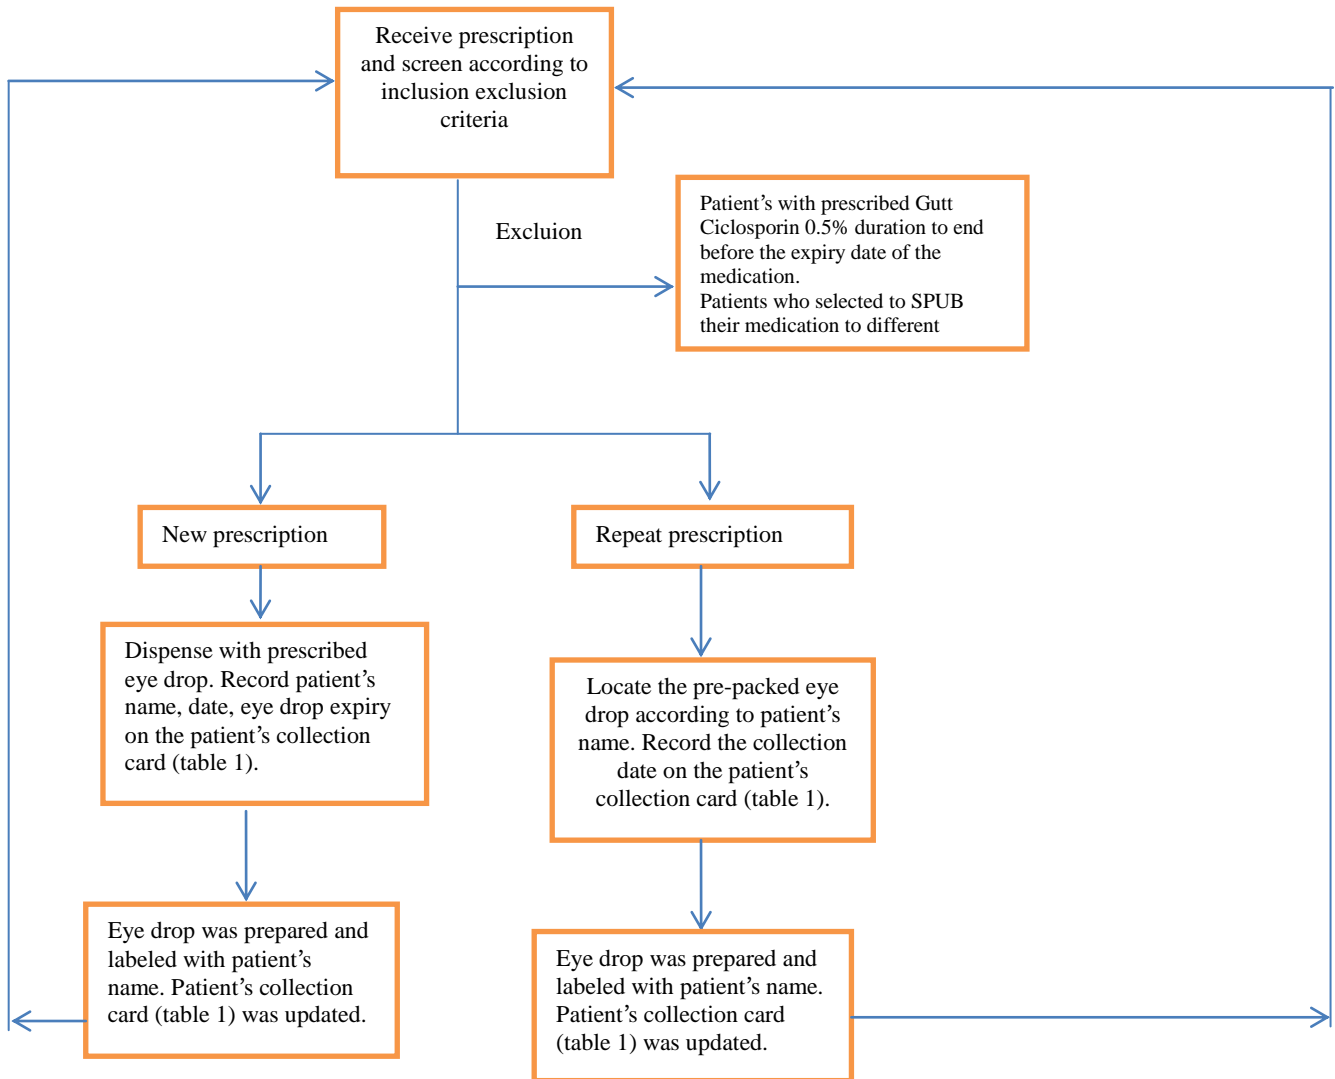 Receive prescription
and screen according to
inclusion exclusion
criteria
Excluion
Patient’s with prescribed Gutt
Ciclosporin 0.5% duration to end
before the expiry date of the
medication.
Patients who selected to SPUB
their medication to different
New prescription
Repeat prescription
Dispense with prescribed
eye drop. Record patient’s
name, date, eye drop expiry
on the patient’s collection
card (table 1).
Locate the pre-packed eye
drop according to patient’s
name. Record the collection
date on the patient’s
collection card (table 1).
Eye drop was prepared and
labeled with patient’s
name. Patient’s collection
card (table 1) was updated.
Eye drop was prepared and
labeled with patient’s name.
Patient’s collection card
(table 1) was updated.